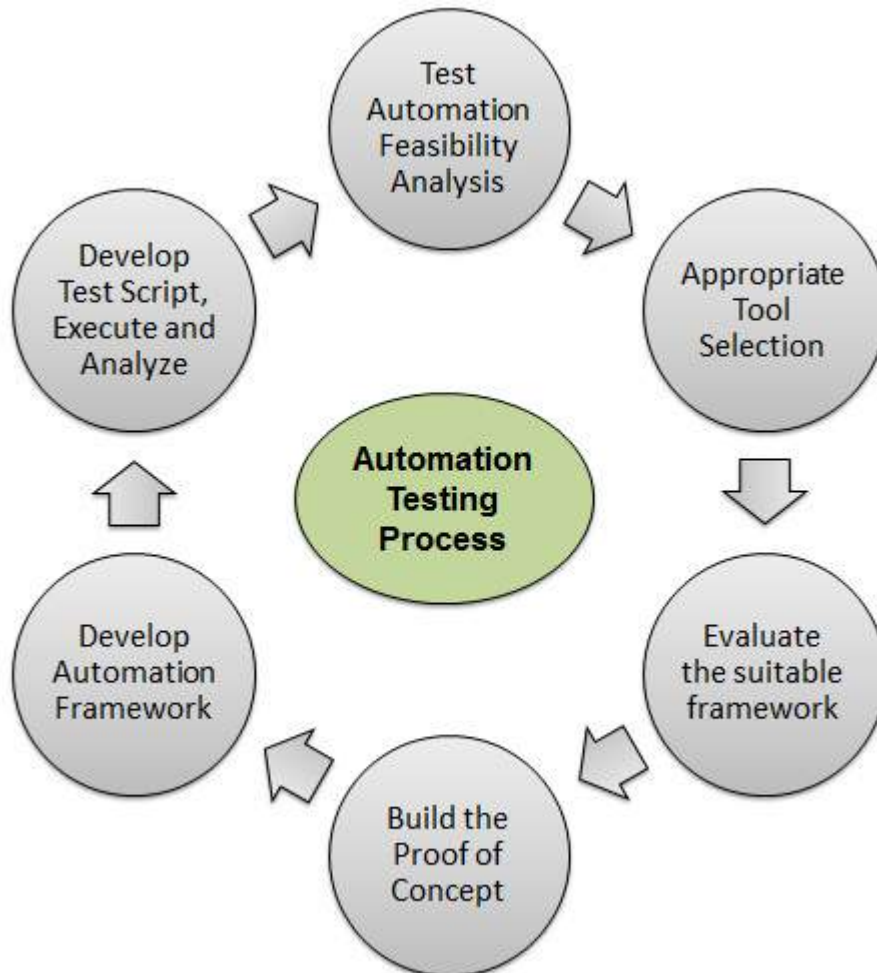 Test
Automation
Feasibility
Analysis
Appropriate
Tool
Selection
Evaluate
the suitable
framework
Build the
Proof of
Concept
Develop
Automation
Framework
Develop
Test Script,
Execute and
Analyze
Automation
Testing
Process